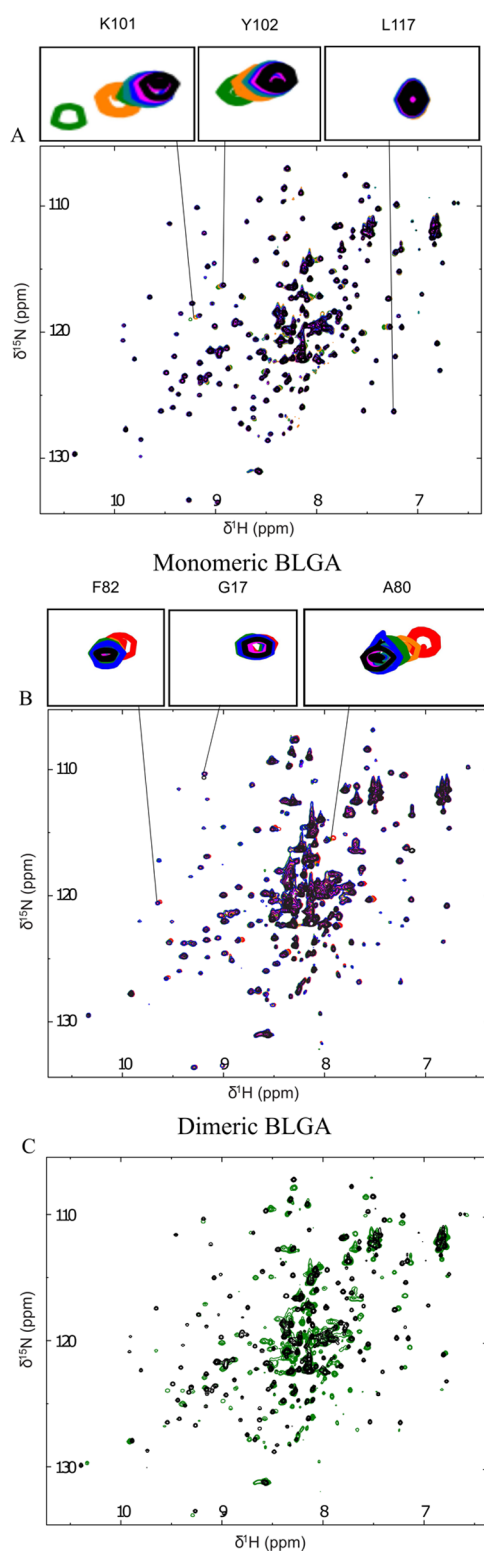 K101 Y102 L117
A
110
120
130
δ¹⁵N (ppm)
10 9 8 7
δ¹H (ppm)
Monomeric BLGA
F82 G17 A80
B
110
120
130
δ¹⁵N (ppm)
10 9 8 7
δ¹H (ppm)
Dimeric BLGA
C
110
120
130
δ¹⁵N (ppm)
10 9 8 7
δ¹H (ppm)